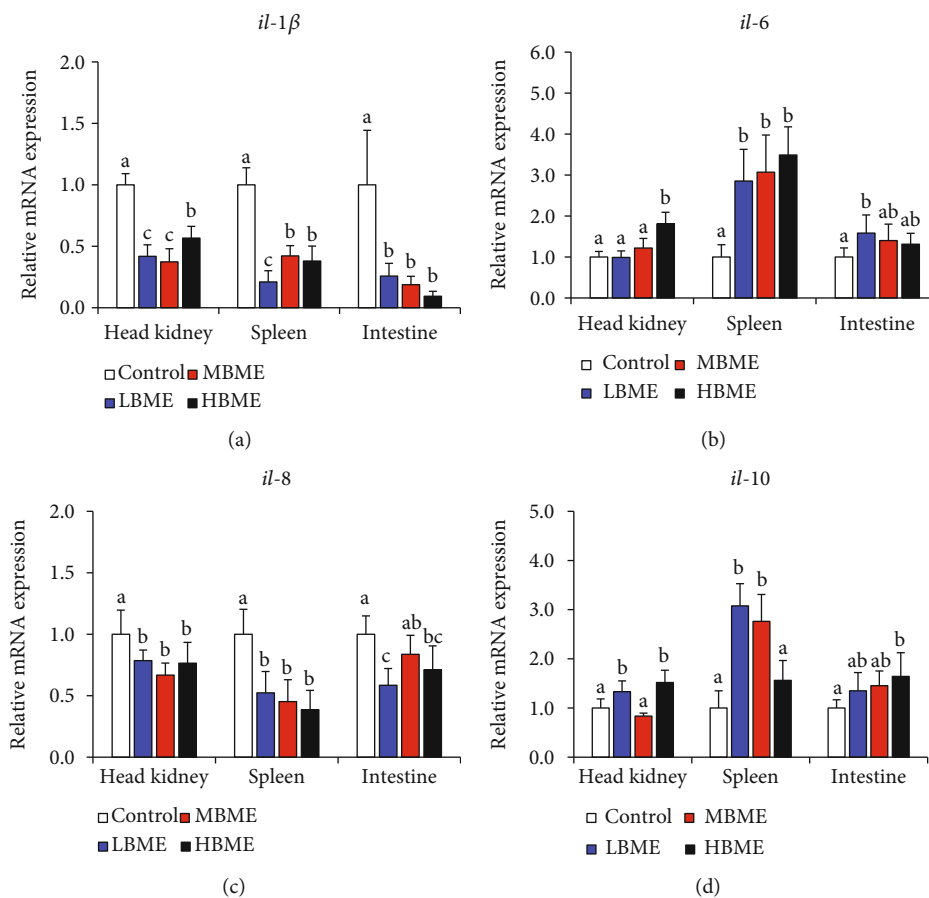 il-1β
Relative mRNA expression
2.0
1.5
1.0
0.5
0.0
a
c
c
b
a
c
b
b
a
b
b
b
Head kidney
Spleen
Intestine
Control
MBME
LBME
HBME
(a)
il-6
Relative mRNA expression
6.0
5.0
4.0
3.0
2.0
1.0
0.0
a
a
a
b
a
b
b
b
a
b
ab
ab
Head kidney
Spleen
Intestine
Control
MBME
LBME
HBME
(b)
il-8
Relative mRNA expression
2.0
1.5
1.0
0.5
0.0
a
b
b
b
a
b
b
b
a
c
ab
bc
Head kidney
Spleen
Intestine
Control
MBME
LBME
HBME
(c)
il-10
Relative mRNA expression
5.0
4.0
3.0
2.0
1.0
0.0
a
b
a
b
a
b
b
a
a
ab
ab
b
Head kidney
Spleen
Intestine
Control
MBME
LBME
HBME
(d)